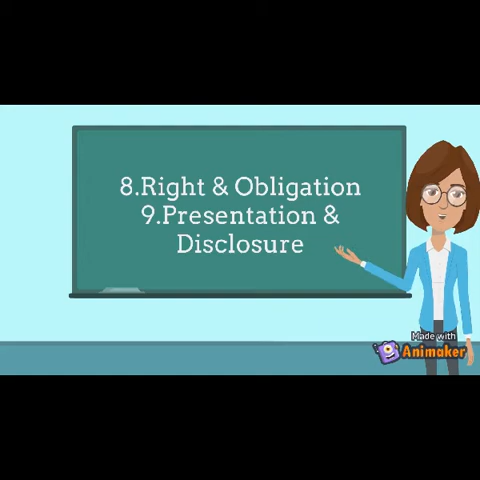 8.Right & Obligation
9.Presentation &
Disclosure
Made with
Animaker